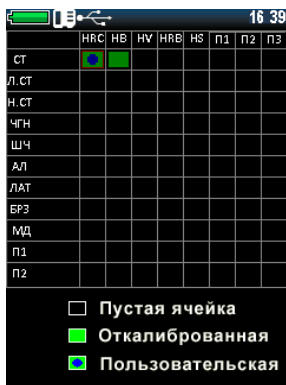 16 39
HRC HB HV HRB HS П1 П2 П3
СТ
Л.СТ
Н.СТ
ЧГН
ШЧ
АЛ
ЛАТ
БРЗ
МД
П1
П2
Пустая ячейка
Откалиброванная
Пользовательская